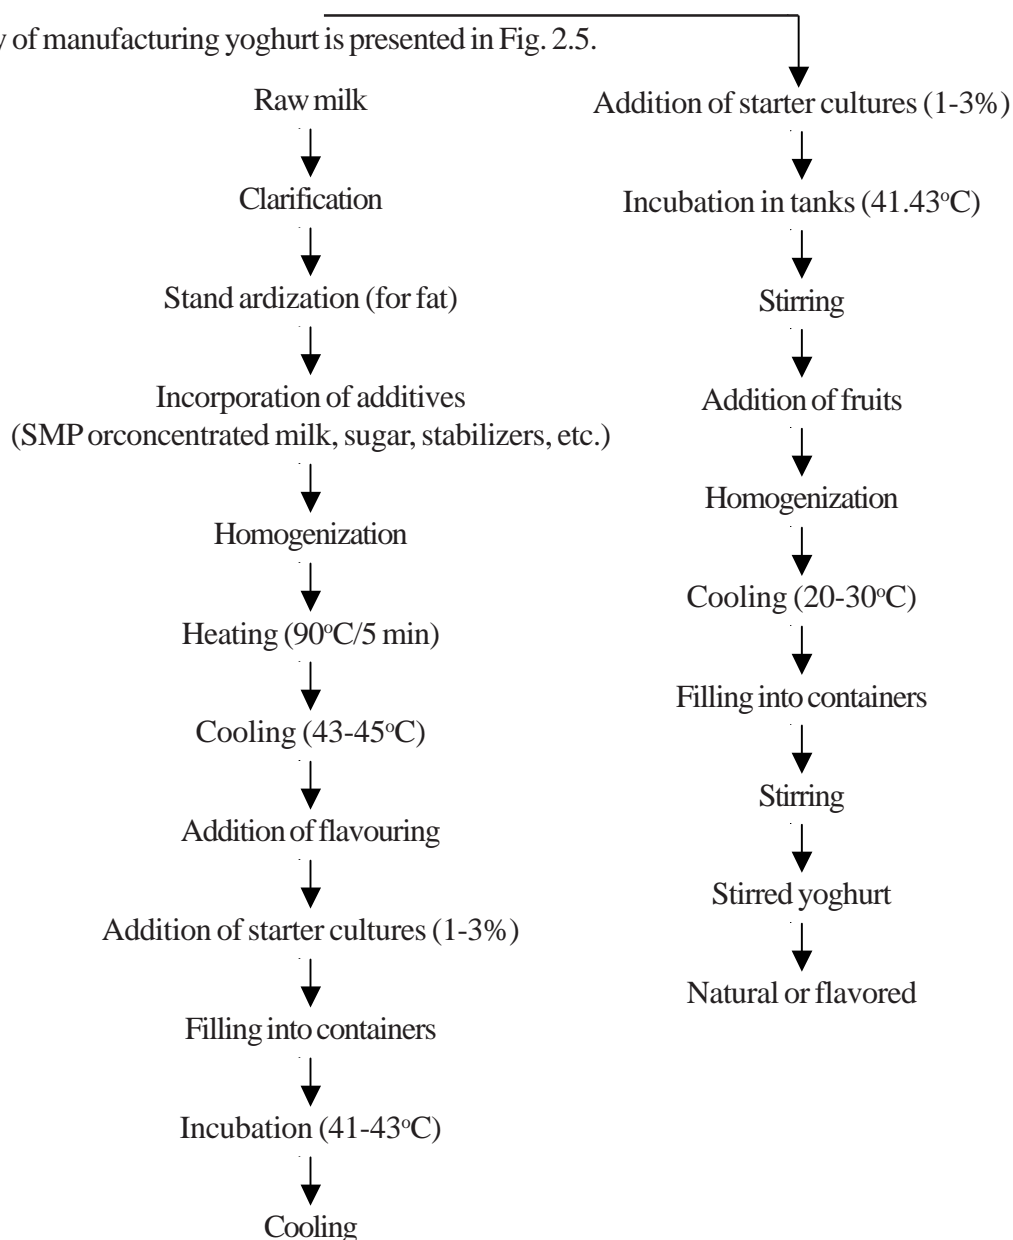 y of manufacturing yoghurt is presented in Fig. 2.5.
Raw milk
Clarification
Stand ardization (for fat)
Incorporation of additives
(SMP orconcentrated milk, sugar, stabilizers, etc.)
Homogenization
Heating (90°C/5 min)
Cooling (43-45°C)
Addition of flavouring
Addition of starter cultures (1-3%)
Filling into containers
Incubation (41-43°C)
Cooling
Addition of starter cultures (1-3%)
Incubation in tanks (41.43°C)
Stirring
Addition of fruits
Homogenization
Cooling (20-30°C)
Filling into containers
Stirring
Stirred yoghurt
Natural or flavored